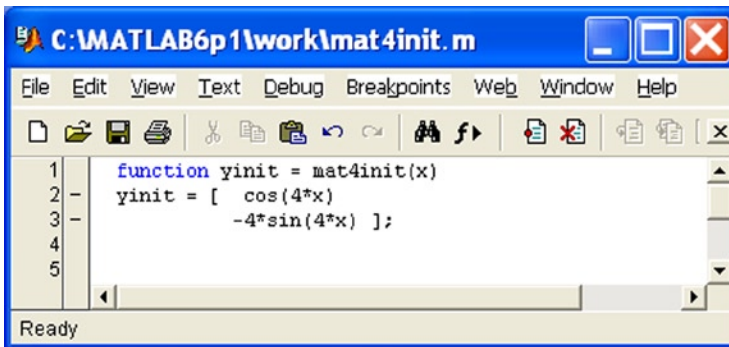 C:\MATLAB6p1\work\mat4init.m
File Edit View Text Debug Breakpoints Web Window Help
1 function yinit = mat4init(x)
2 - yinit = [ cos(4*x)
3 - -4*sin(4*x) ];
4
5
Ready